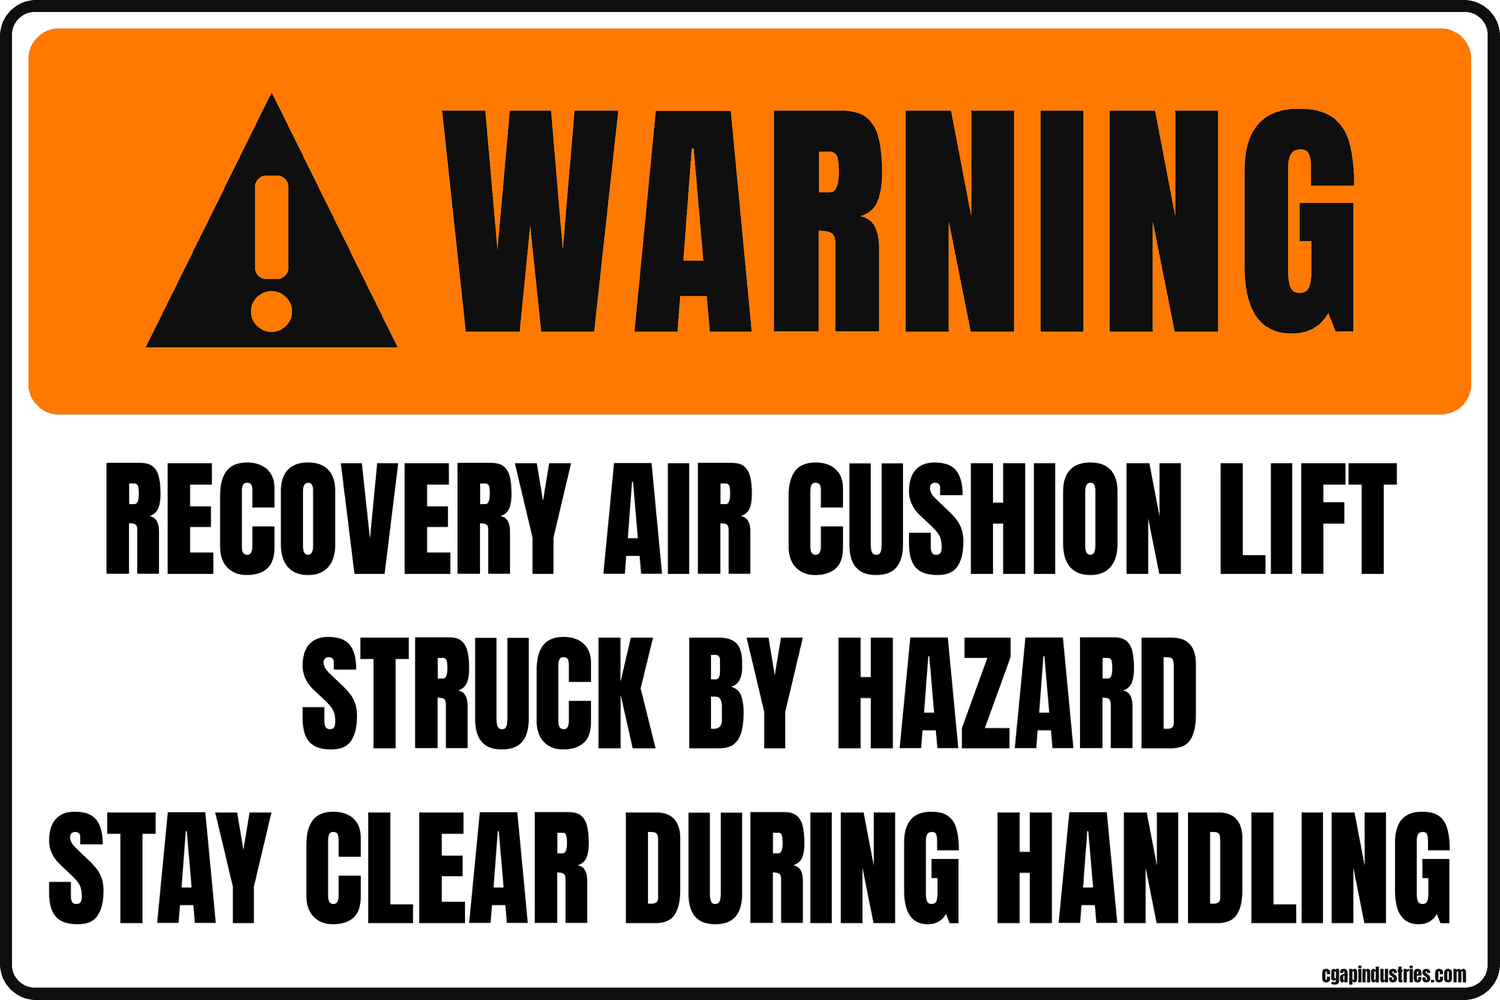 WARNING
RECOVERY AIR CUSHION LIFT
STRUCK BY HAZARD
STAY CLEAR DURING HANDLING
cgapindustries.com